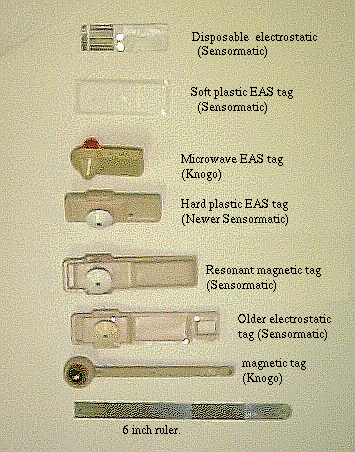 Disposable electrostatic
(Sensormatic)
Soft plastic EAS tag
(Sensormatic)
Microwave EAS tag
(Knogo)
Hard plastic EAS tag
(Newer Sensormatic)
Resonant magnetic tag
(Sensormatic)
Older electrostatic
tag (Sensormatic)
magnetic tag
(Knogo)
6 inch ruler.